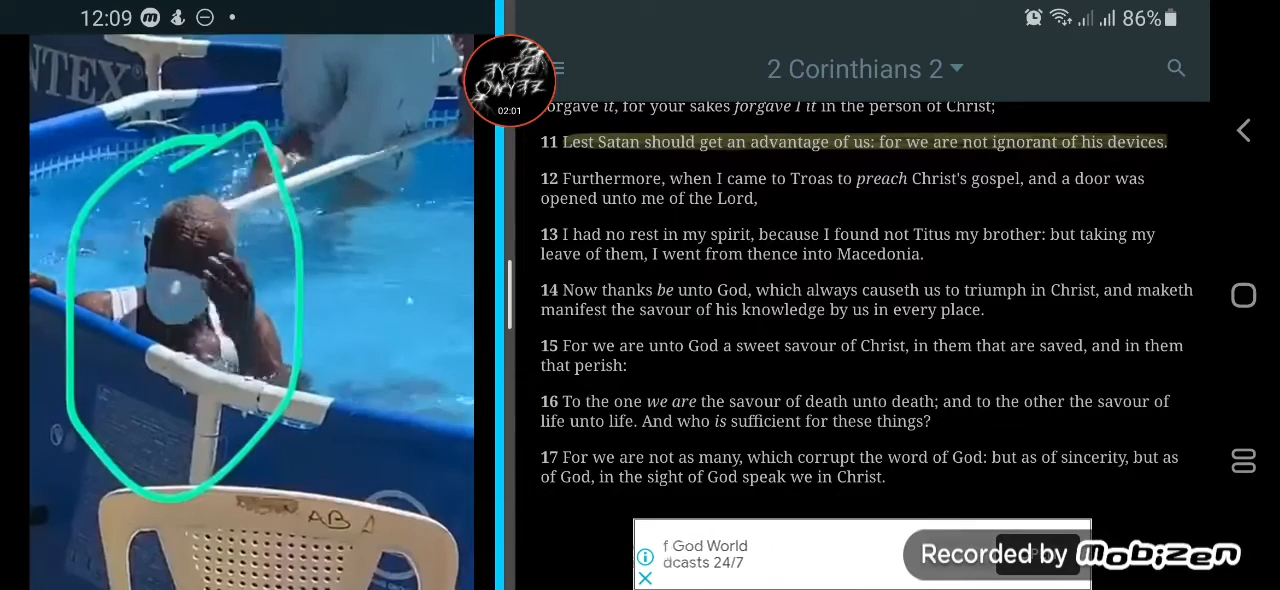 12:09
86%
NTEX
02:01
2 Corinthians 2
forgave it, for your sakes forgave I it in the person of Christ;
11 Lest Satan should get an advantage of us: for we are not ignorant of his devices.
12 Furthermore, when I came to Troas to preach Christ's gospel, and a door was
opened unto me of the Lord,
13 I had no rest in my spirit, because I found not Titus my brother: but taking my
leave of them, I went from thence into Macedonia.
14 Now thanks be unto God, which always causeth us to triumph in Christ, and maketh
manifest the savour of his knowledge by us in every place.
15 For we are unto God a sweet savour of Christ, in them that are saved, and in them
that perish:
16 To the one we are the savour of death unto death; and to the other the savour of
life unto life. And who is sufficient for these things?
17 For we are not as many, which corrupt the word of God: but as of sincerity, but as
of God, in the sight of God speak we in Christ.
AB
f God World
dcasts 24/7
Recorded by Mobizen